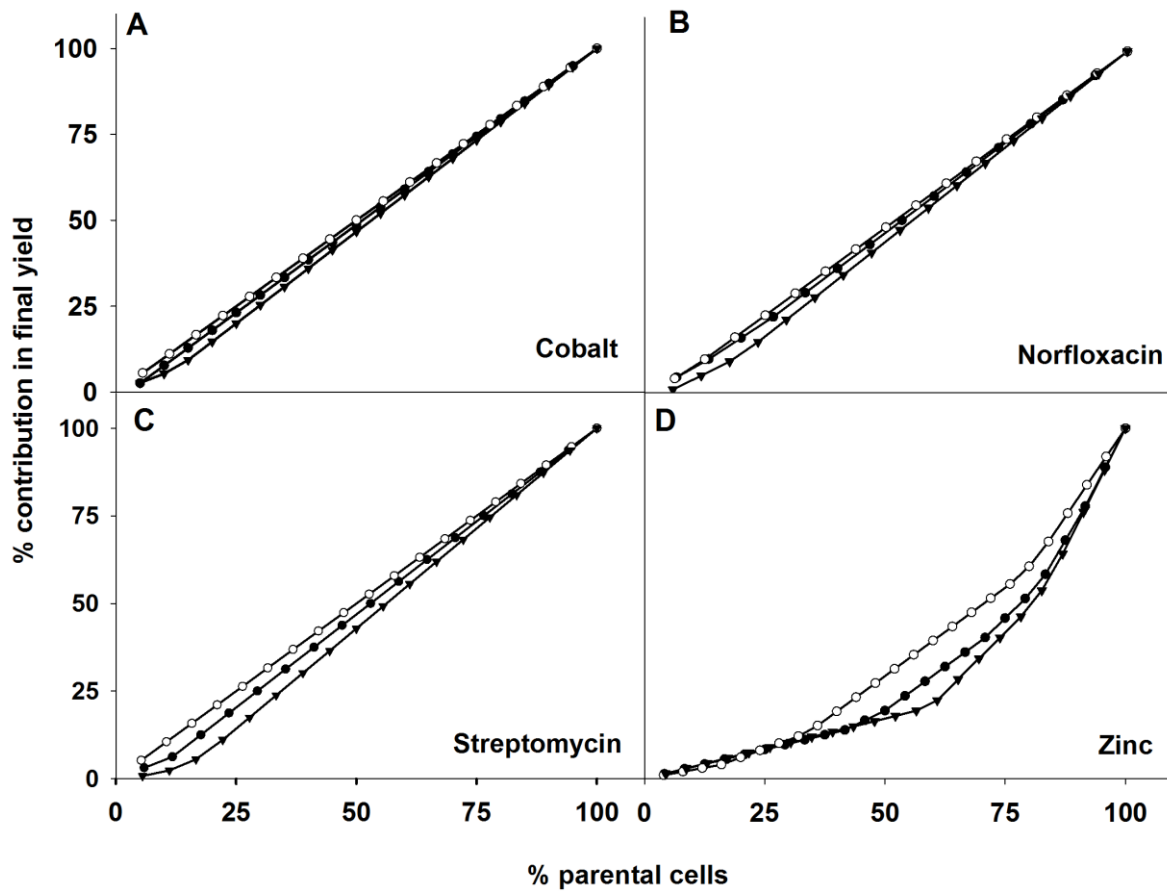 A
B
100
75
50
25
0
Cobalt
Norfloxacin
C
D
100
75
50
25
0
Streptomycin
Zinc
0 25 50 75 100
0 25 50 75 100
% contribution in final yield
% parental cells